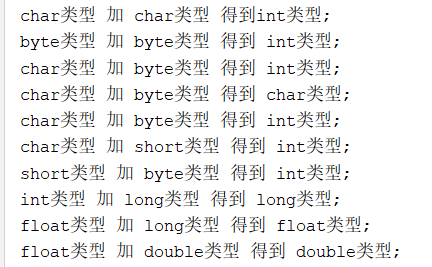 char类型 加 char类型 得到int类型;
byte类型 加 byte类型 得到 int类型;
char类型 加 byte类型 得到 int类型;
char类型 加 byte类型 得到 char类型;
char类型 加 byte类型 得到 int类型;
char类型 加 short类型 得到 int类型;
short类型 加 byte类型 得到 int类型;
int类型 加 long类型 得到 long类型;
float类型 加 long类型 得到 float类型;
float类型 加 double类型 得到 double类型;